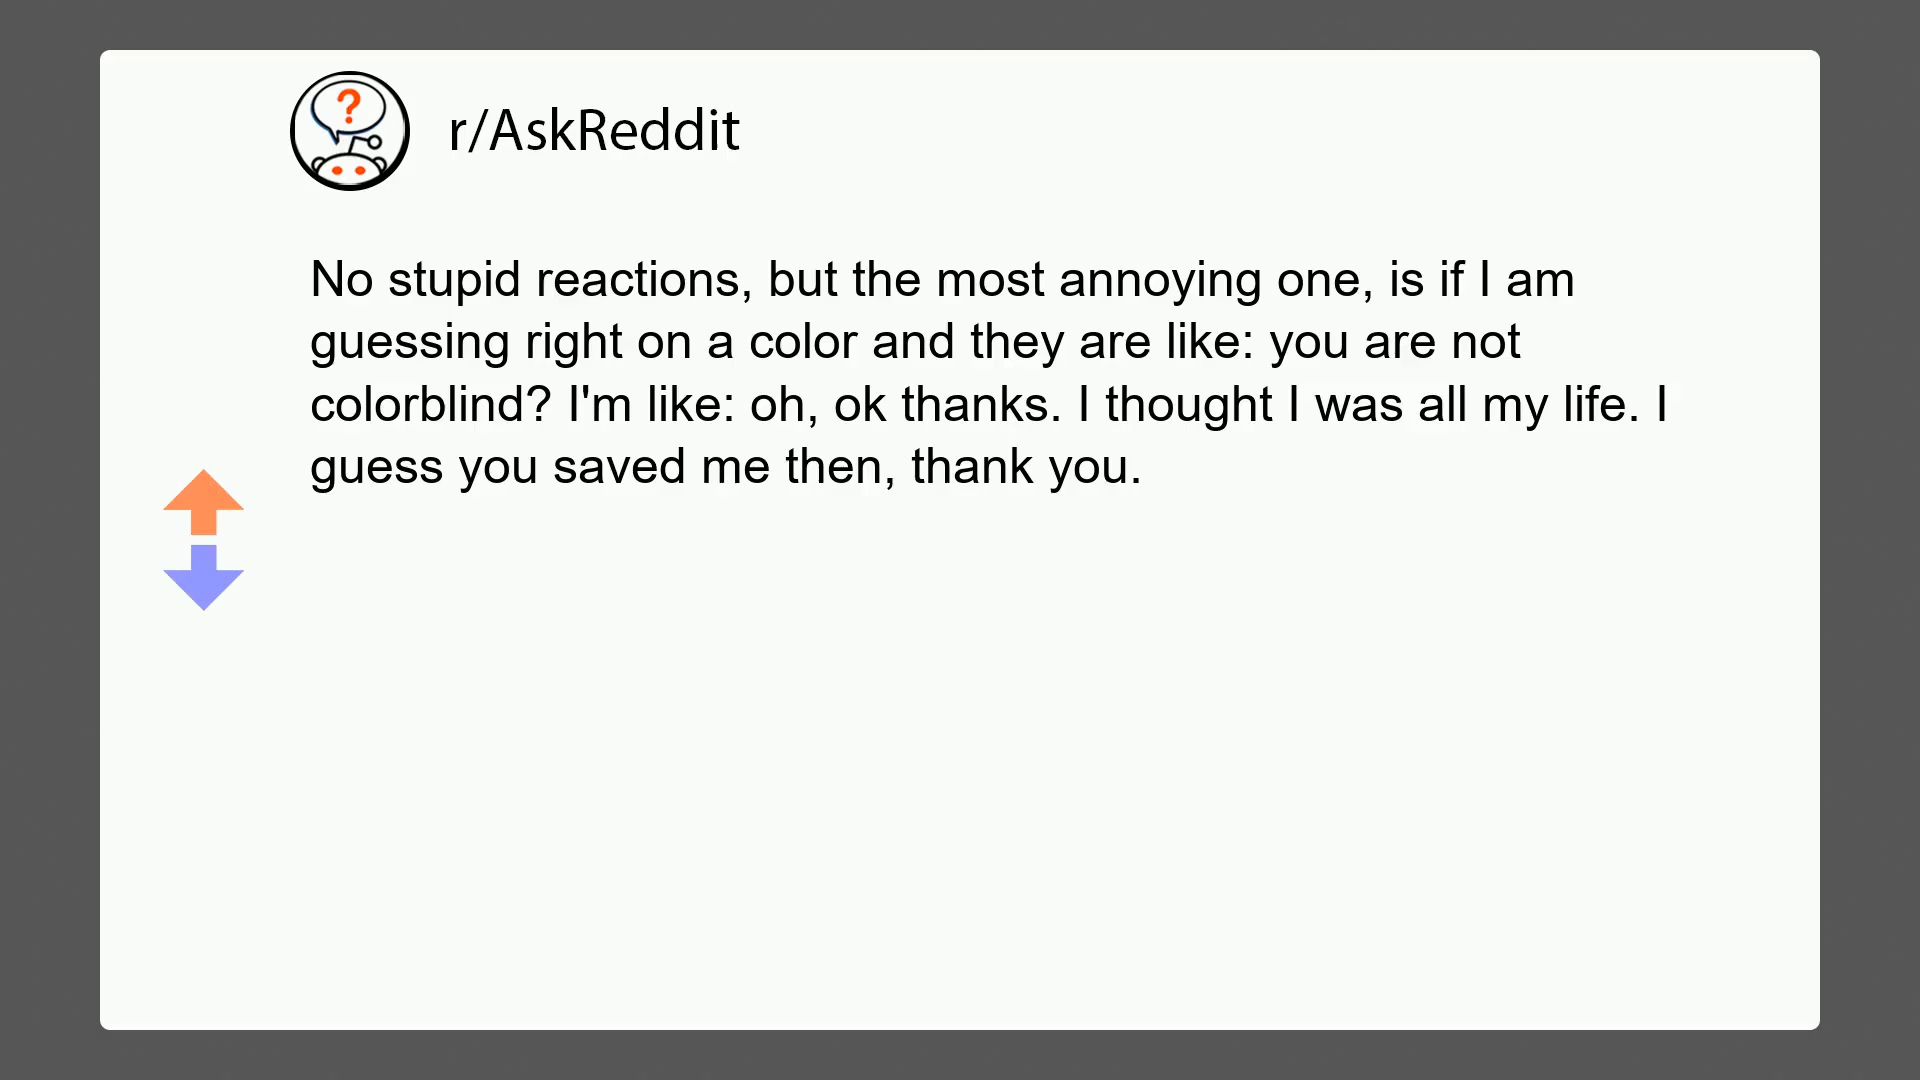 r/AskReddit
No stupid reactions, but the most annoying one, is if I am
guessing right on a color and they are like: you are not
colorblind? I'm like: oh, ok thanks. I thought I was all my life. I
guess you saved me then, thank you.